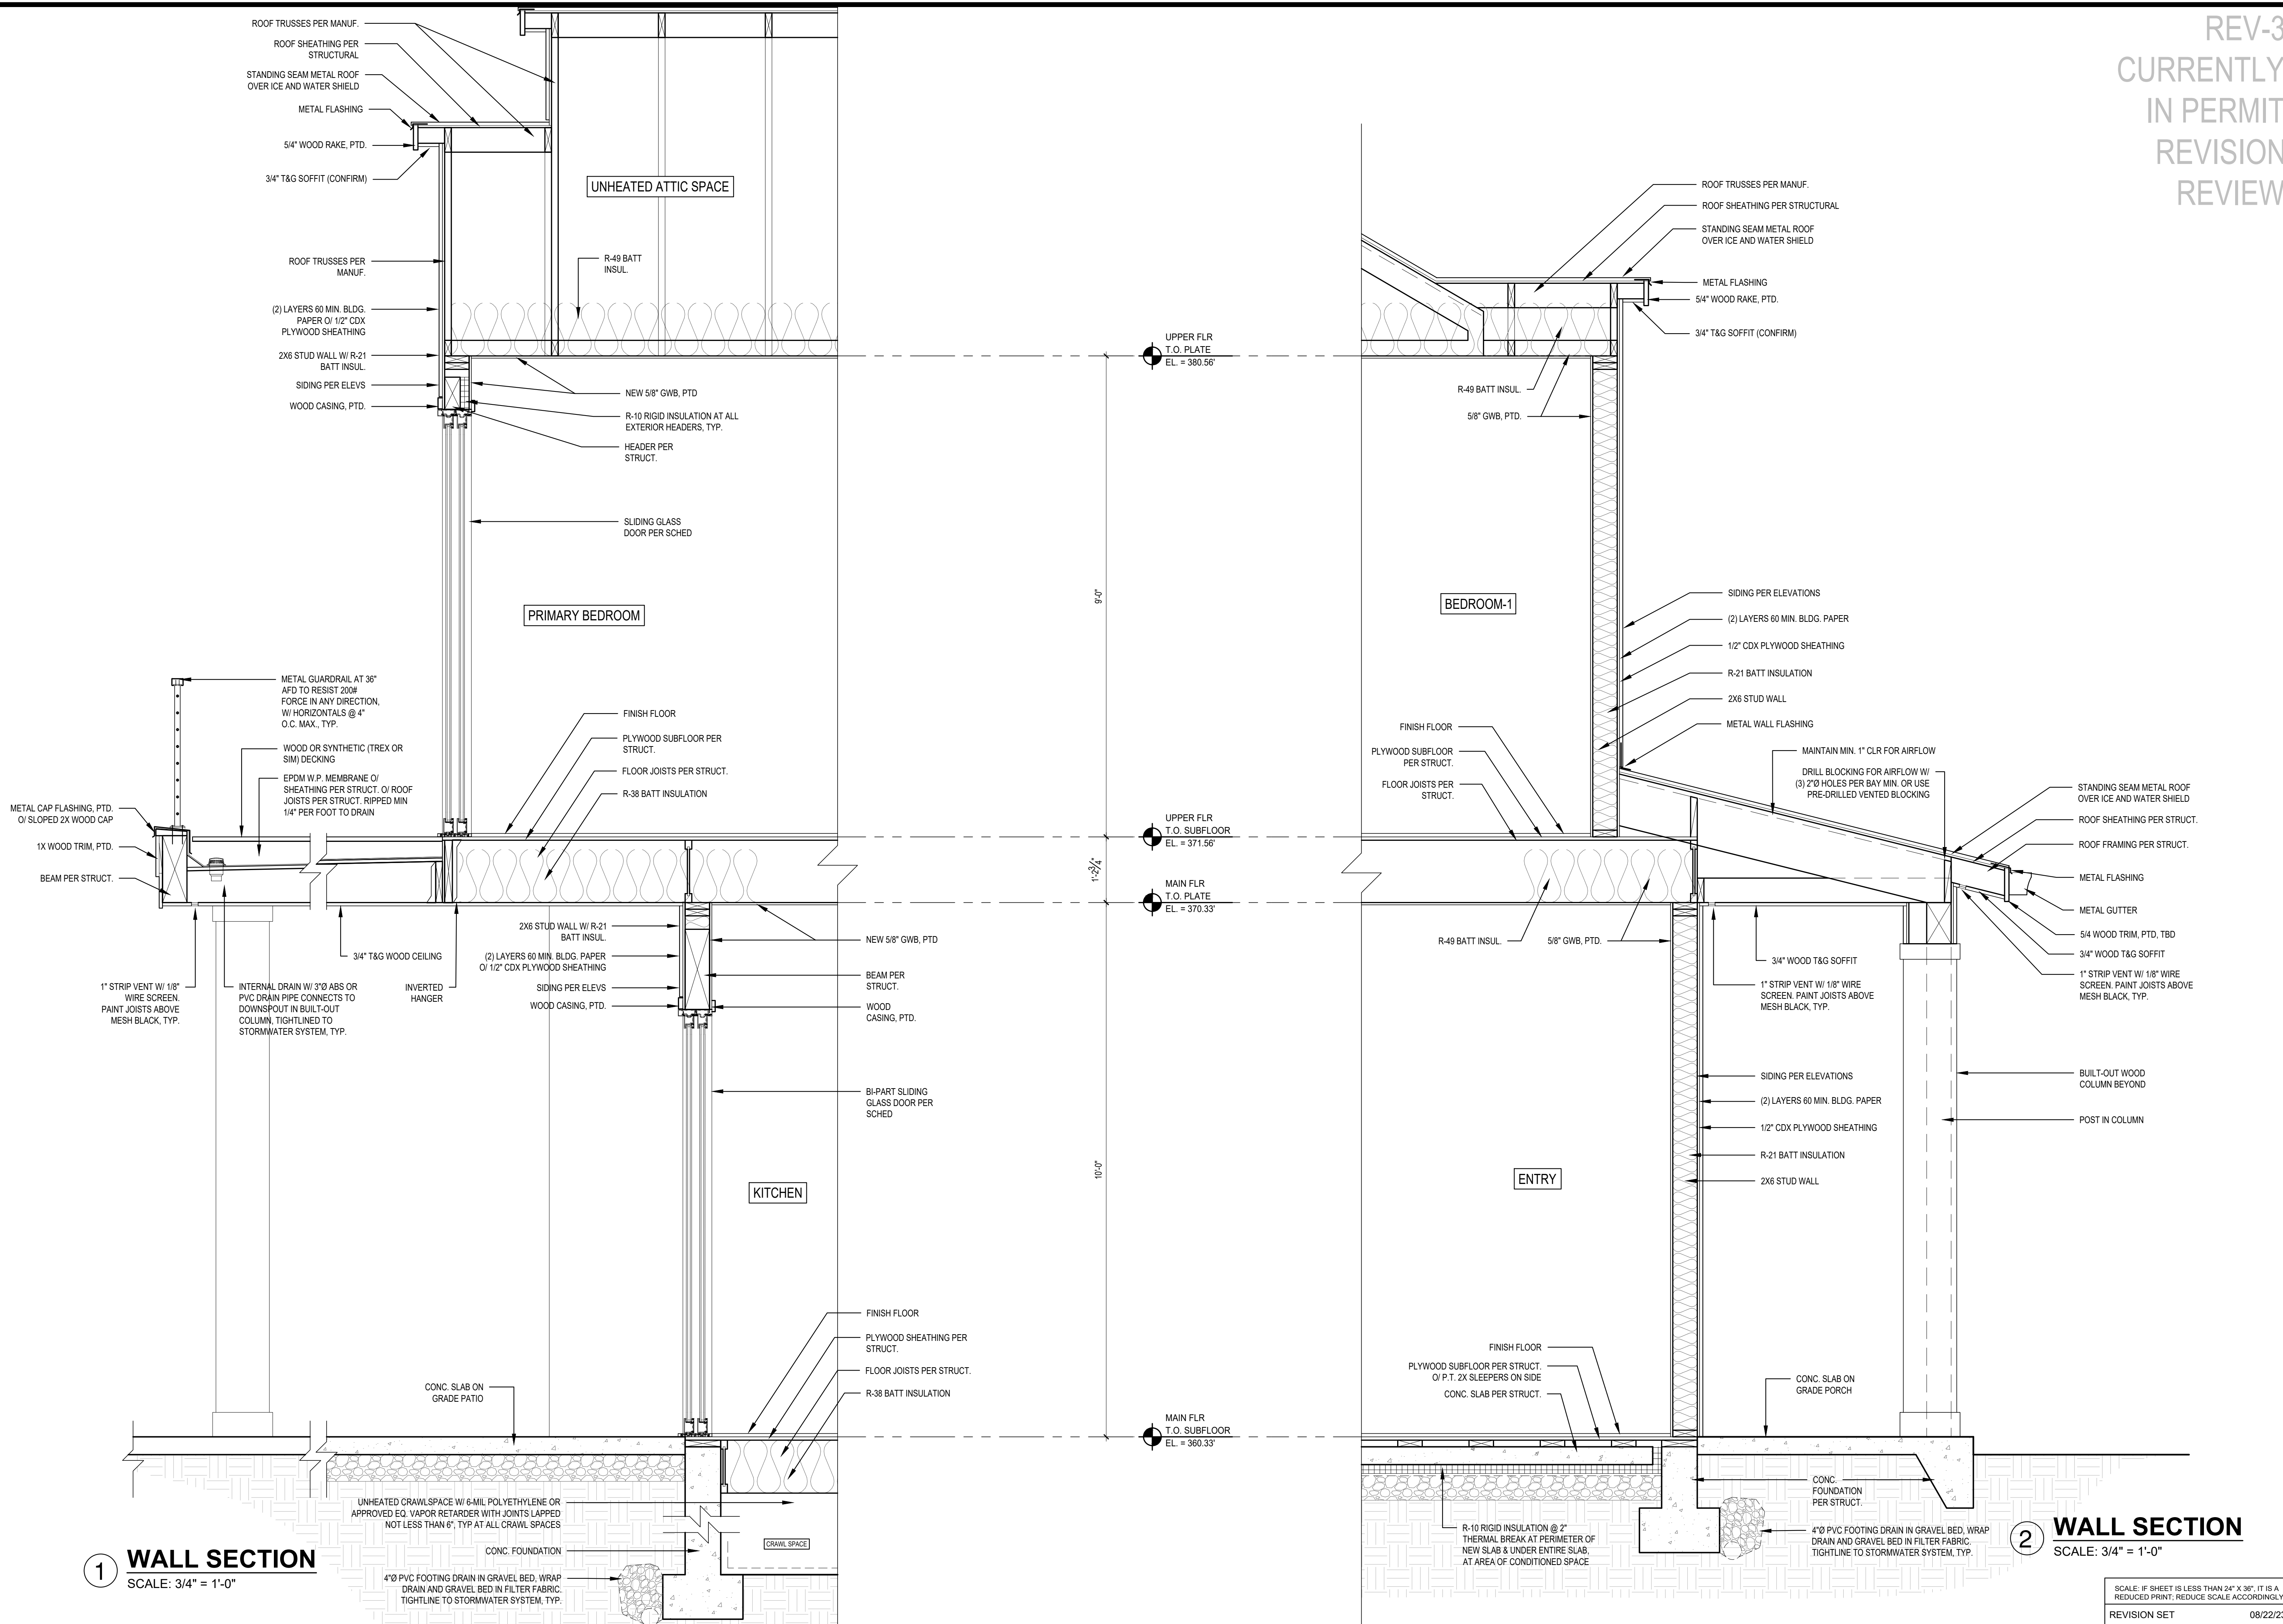 REV-3
CURRENTLY
IN PERMIT
REVISION
REVIEW
ROOF TRUSSES PER MANUF.
ROOF SHEATHING PER
STRUCTURAL
STANDING SEAM METAL ROOF
OVER ICE AND WATER SHIELD
METAL FLASHING
5/4" WOOD RAKE, PTD.
3/4" T&G SOFFIT (CONFIRM)
UNHEATED ATTIC SPACE
ROOF TRUSSES PER
MANUF.
R-49 BATT
INSUL.
(2) LAYERS 60 MIN. BLDG.
PAPER O/ 1/2" CDX
PLYWOOD SHEATHING
2X6 STUD WALL W/ R-21
BATT INSUL.
SIDING PER ELEVS
WOOD CASING, PTD.
NEW 5/8" GWB, PTD
R-10 RIGID INSULATION AT ALL
EXTERIOR HEADERS, TYP.
HEADER PER
STRUCT.
SLIDING GLASS
DOOR PER SCHED
PRIMARY BEDROOM
METAL GUARDRAIL AT 36"
AFD TO RESIST 200#
FORCE IN ANY DIRECTION,
W/ HORIZONTALS @ 4"
O.C. MAX., TYP.
WOOD OR SYNTHETIC (TREX OR
SIM) DECKING
EPDM W.P. MEMBRANE O/
SHEATHING PER STRUCT. O/ ROOF
JOISTS PER STRUCT. RIPPED MIN
1/4" PER FOOT TO DRAIN
METAL CAP FLASHING, PTD.
O/ SLOPED 2X WOOD CAP
1X WOOD TRIM, PTD.
BEAM PER STRUCT.
FINISH FLOOR
PLYWOOD SUBFLOOR PER
STRUCT.
FLOOR JOISTS PER STRUCT.
R-38 BATT INSULATION
2X6 STUD WALL W/ R-21
BATT INSUL.
(2) LAYERS 60 MIN. BLDG. PAPER
O/ 1/2" CDX PLYWOOD SHEATHING
SIDING PER ELEVS
WOOD CASING, PTD.
3/4" T&G WOOD CEILING
1" STRIP VENT W/ 1/8"
WIRE SCREEN.
PAINT JOISTS ABOVE
MESH BLACK, TYP.
INTERNAL DRAIN W/ 3"Ø ABS OR
PVC DRAIN PIPE CONNECTS TO
DOWNSPOUT IN BUILT-OUT
COLUMN, TIGHTLINED TO
STORMWATER SYSTEM, TYP.
INVERTED
HANGER
NEW 5/8" GWB, PTD
BEAM PER
STRUCT.
WOOD
CASING, PTD.
BI-PART SLIDING
GLASS DOOR PER
SCHED
KITCHEN
FINISH FLOOR
PLYWOOD SHEATHING PER
STRUCT.
FLOOR JOISTS PER STRUCT.
R-38 BATT INSULATION
CONC. SLAB ON
GRADE PATIO
UNHEATED CRAWLSPACE W/ 6-MIL POLYETHYLENE OR
APPROVED EQ. VAPOR RETARDER WITH JOINTS LAPPED
NOT LESS THAN 6", TYP AT ALL CRAWL SPACES
CONC. FOUNDATION
CRAWL SPACE
4"Ø PVC FOOTING DRAIN IN GRAVEL BED, WRAP
DRAIN AND GRAVEL BED IN FILTER FABRIC.
TIGHTLINE TO STORMWATER SYSTEM, TYP.
1
WALL SECTION
SCALE: 3/4" = 1'-0"
UPPER FLR
T.O. PLATE
EL. = 380.56'
9'-0"
UPPER FLR
T.O. SUBFLOOR
EL. = 371.56'
1'-2 3/4"
MAIN FLR
T.O. PLATE
EL. = 370.33'
10'-0"
MAIN FLR
T.O. SUBFLOOR
EL. = 360.33'
ROOF TRUSSES PER MANUF.
ROOF SHEATHING PER STRUCTURAL
STANDING SEAM METAL ROOF
OVER ICE AND WATER SHIELD
METAL FLASHING
5/4" WOOD RAKE, PTD.
3/4" T&G SOFFIT (CONFIRM)
R-49 BATT INSUL.
5/8" GWB, PTD.
BEDROOM-1
SIDING PER ELEVATIONS
(2) LAYERS 60 MIN. BLDG. PAPER
1/2" CDX PLYWOOD SHEATHING
R-21 BATT INSULATION
2X6 STUD WALL
METAL WALL FLASHING
FINISH FLOOR
PLYWOOD SUBFLOOR
PER STRUCT.
FLOOR JOISTS PER
STRUCT.
MAINTAIN MIN. 1" CLR FOR AIRFLOW
DRILL BLOCKING FOR AIRFLOW W/
(3) 2"Ø HOLES PER BAY MIN. OR USE
PRE-DRILLED VENTED BLOCKING
STANDING SEAM METAL ROOF
OVER ICE AND WATER SHIELD
ROOF SHEATHING PER STRUCT.
ROOF FRAMING PER STRUCT.
METAL FLASHING
METAL GUTTER
5/4 WOOD TRIM, PTD, TBD
3/4" WOOD T&G SOFFIT
1" STRIP VENT W/ 1/8" WIRE
SCREEN. PAINT JOISTS ABOVE
MESH BLACK, TYP.
R-49 BATT INSUL.
5/8" GWB, PTD.
3/4" WOOD T&G SOFFIT
1" STRIP VENT W/ 1/8" WIRE
SCREEN. PAINT JOISTS ABOVE
MESH BLACK, TYP.
SIDING PER ELEVATIONS
(2) LAYERS 60 MIN. BLDG. PAPER
1/2" CDX PLYWOOD SHEATHING
R-21 BATT INSULATION
2X6 STUD WALL
BUILT-OUT WOOD
COLUMN BEYOND
POST IN COLUMN
ENTRY
FINISH FLOOR
PLYWOOD SUBFLOOR PER STRUCT.
O/ P.T. 2X SLEEPERS ON SIDE
CONC. SLAB PER STRUCT.
CONC. SLAB ON
GRADE PORCH
CONC.
FOUNDATION
PER STRUCT.
R-10 RIGID INSULATION @ 2"
THERMAL BREAK AT PERIMETER OF
NEW SLAB & UNDER ENTIRE SLAB,
AT AREA OF CONDITIONED SPACE
4"Ø PVC FOOTING DRAIN IN GRAVEL BED, WRAP
DRAIN AND GRAVEL BED IN FILTER FABRIC.
TIGHTLINE TO STORMWATER SYSTEM, TYP.
2
WALL SECTION
SCALE: 3/4" = 1'-0"
SCALE: IF SHEET IS LESS THAN 24" X 36", IT IS A
REDUCED PRINT; REDUCE SCALE ACCORDINGLY
REVISION SET